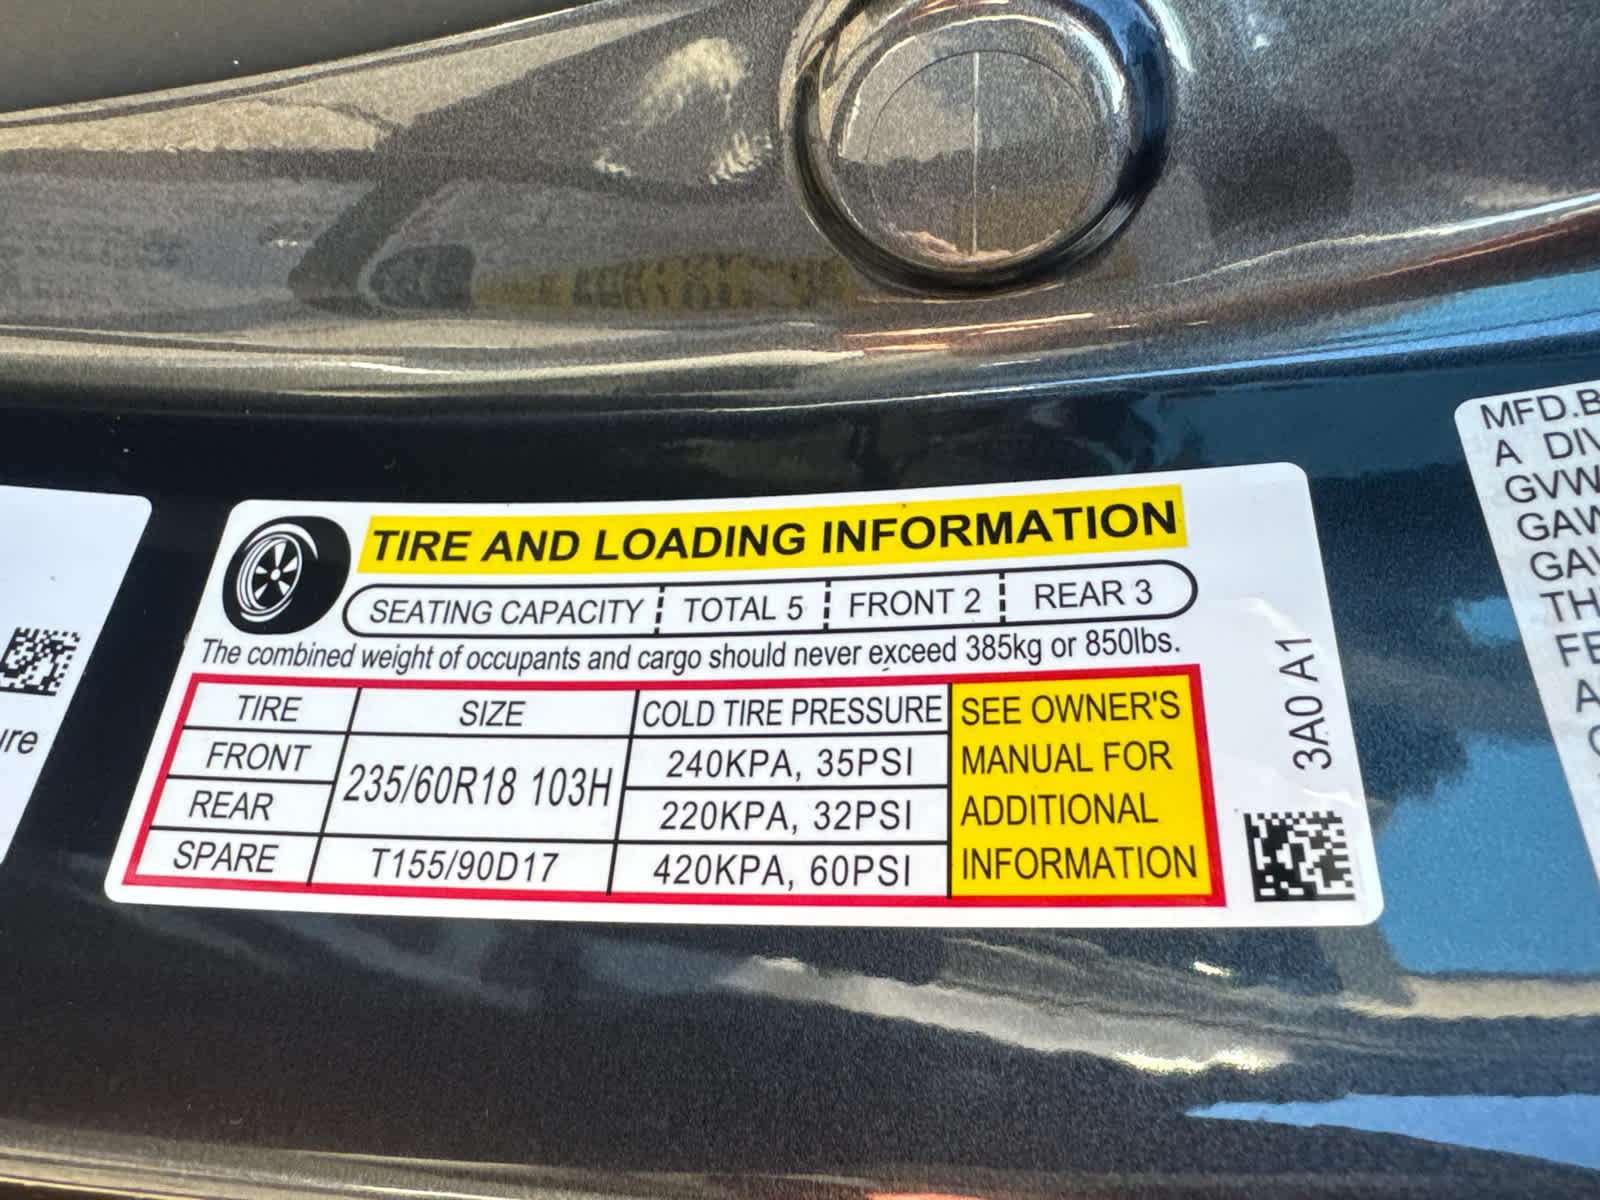 TIRE AND LOADING INFORMATION
SEATING CAPACITY TOTAL 5 FRONT 2 REAR 3
The combined weight of occupants and cargo should never exceed 385kg or 850lbs.
TIRE SIZE COLD TIRE PRESSURE
FRONT 235/60R18 103H 240KPA, 35PSI
REAR 220KPA, 32PSI
SPARE T155/90D17 420KPA, 60PSI
SEE OWNER'S
MANUAL FOR
ADDITIONAL
INFORMATION
3A0 A1
MFD.B
A DIV
GVW
GAW
GAW
TH
FE